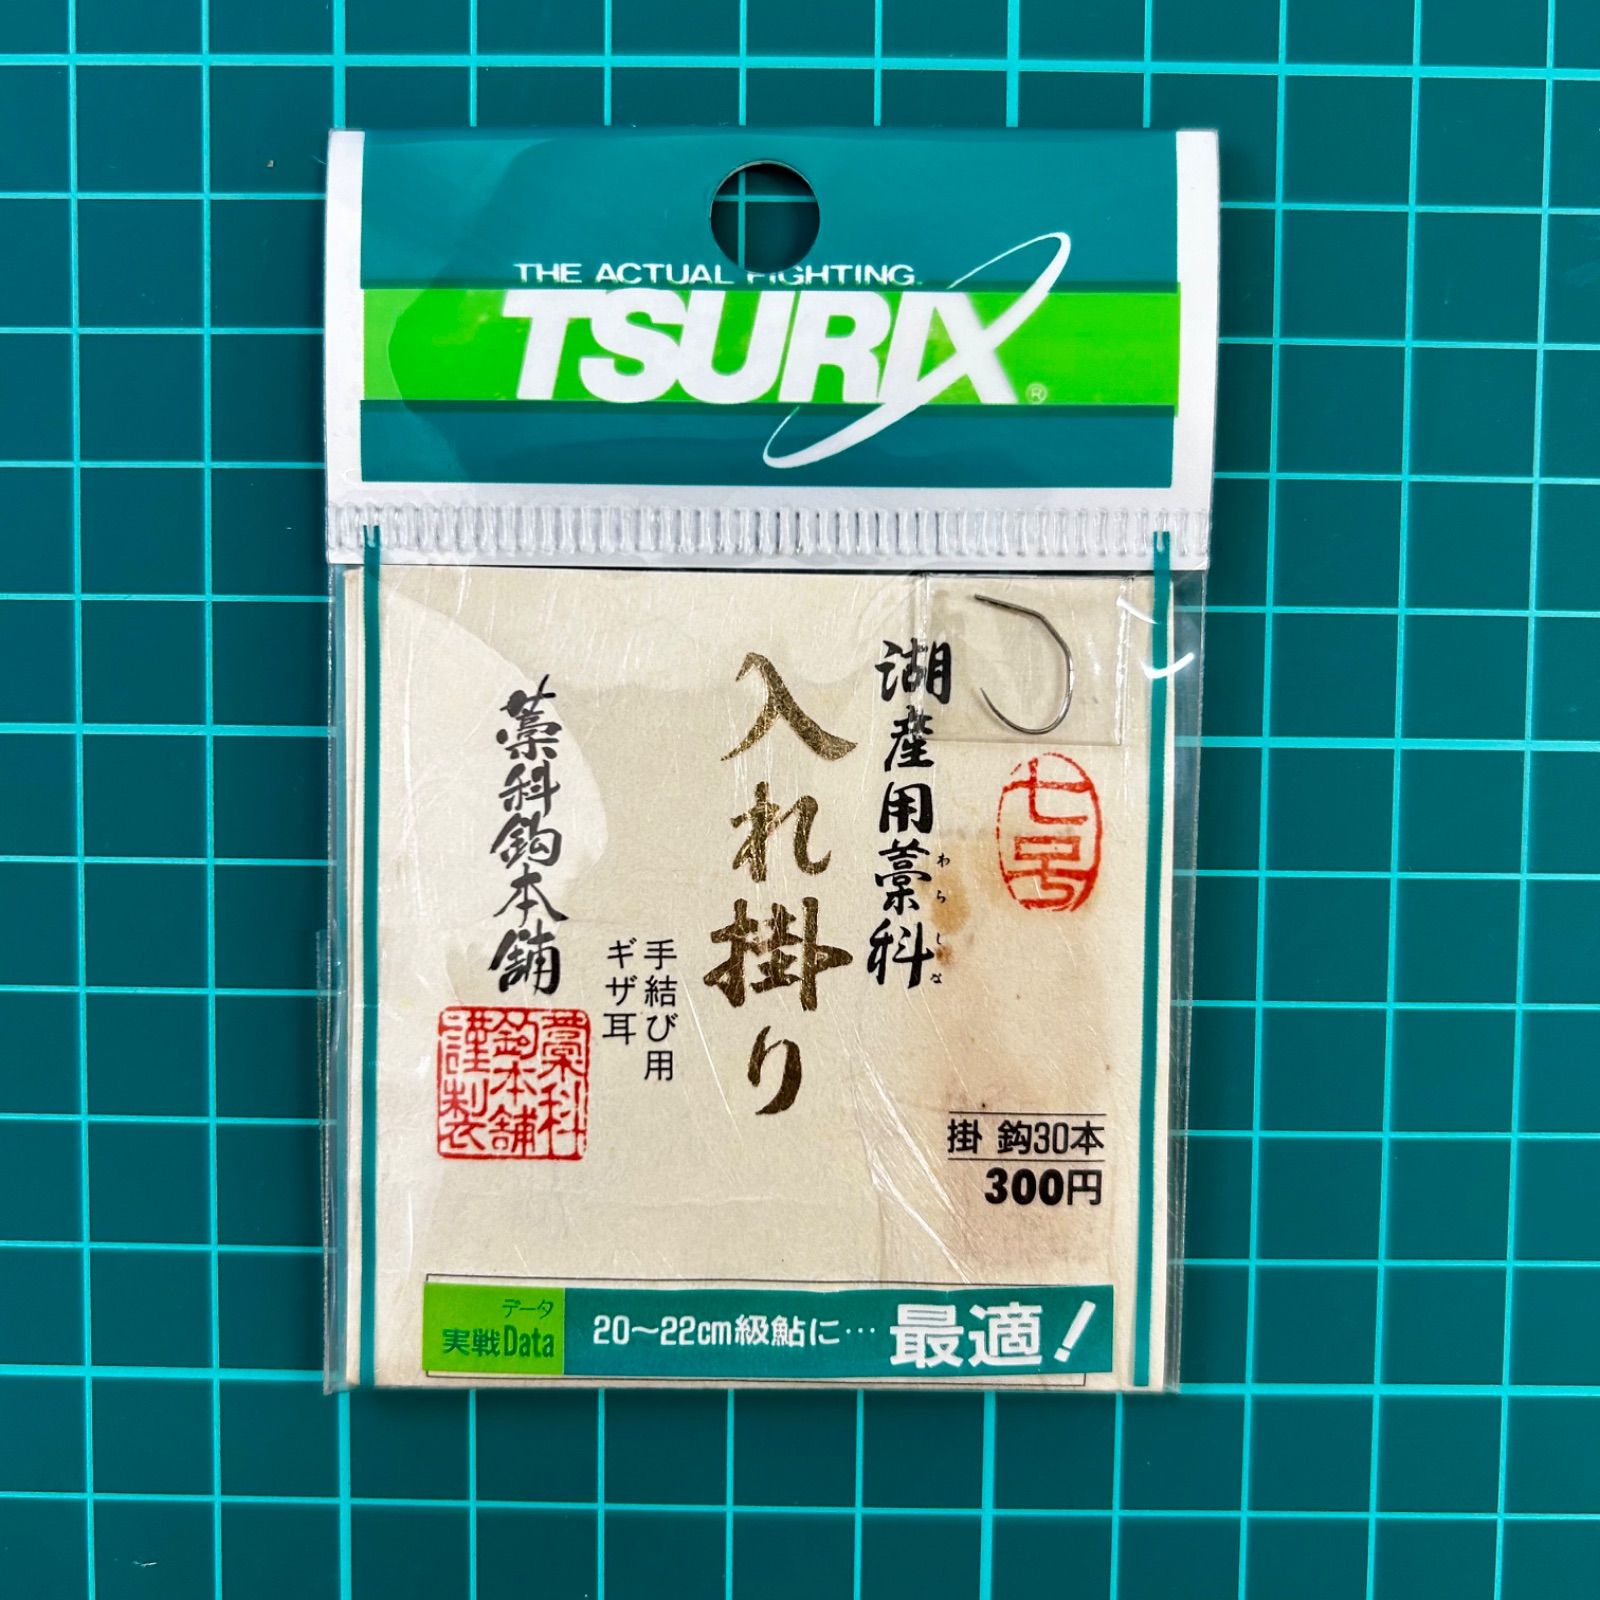 THE ACTUAL FIGHTING.
TSURIX®
湖産用藁科
わらしな
入れ掛り
七号
手結び用
ギザ耳
藁科鈎本舗
藁科
鈎本舗
謹製
掛 鈎30本
300円
データ
実戦Data
20〜22cm級鮎に…最適!